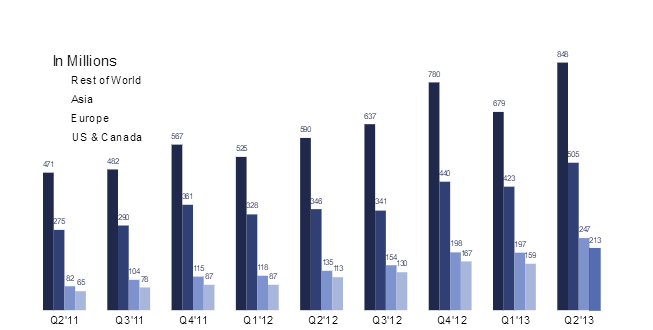 In Millions
Rest of World
Asia
Europe
US & Canada
848
780
679
637
590
567
525
505
471
482
440
423
361
346
341
326
275
290
247
213
198
197
167
159
154
130
135
113
115
87
118
87
104
78
82
65
Q2'11
Q3'11
Q4'11
Q1'12
Q2'12
Q3'12
Q4'12
Q1'13
Q2'13